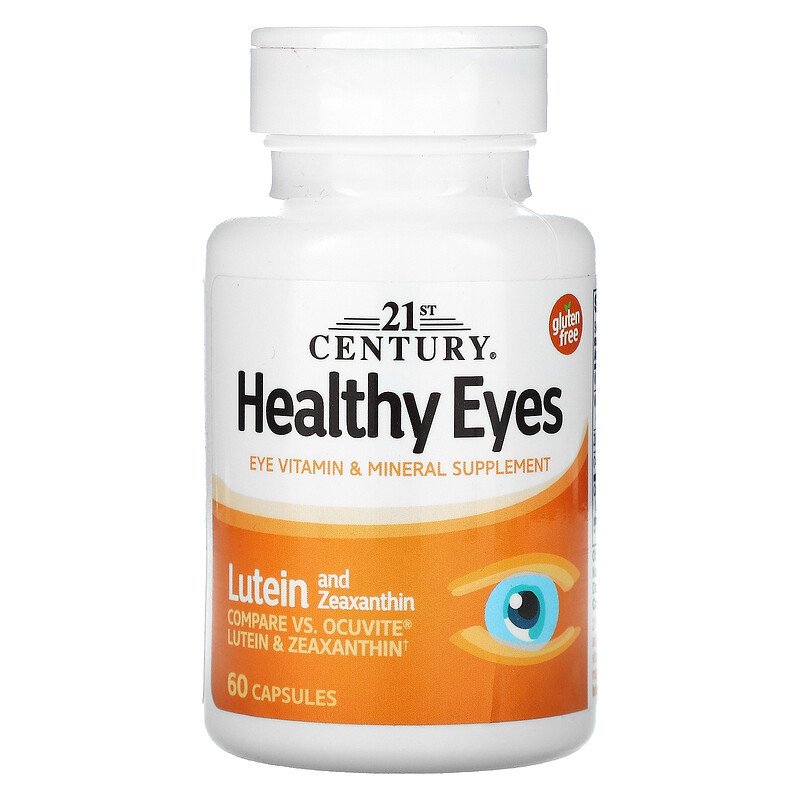 21ST
CENTURY®
gluten
free
Healthy Eyes
EYE VITAMIN & MINERAL SUPPLEMENT
Lutein and
Zeaxanthin
COMPARE VS. OCUVITE®
LUTEIN & ZEAXANTHIN†
60 CAPSULES